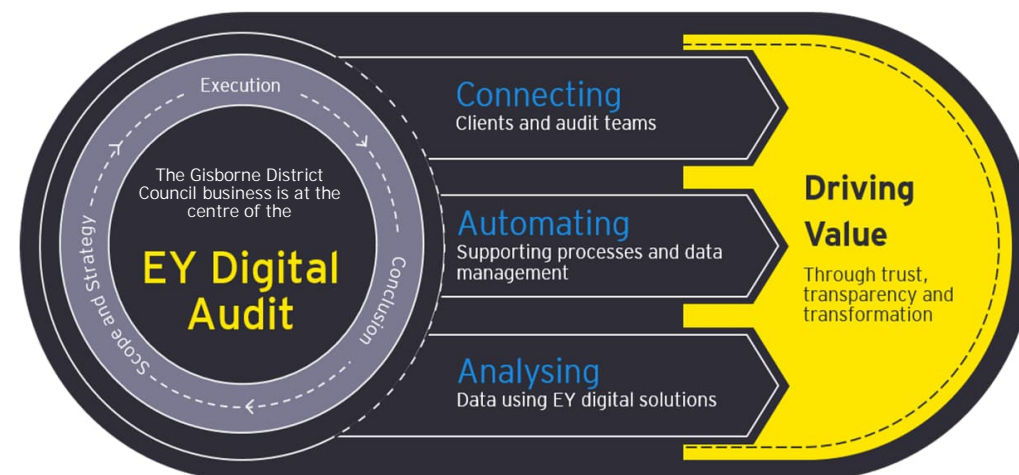 Execution
Scope and Strategy
Conclusion
The Gisborne District
Council business is at the
centre of the
EY Digital
Audit
Connecting
Clients and audit teams
Automating
Supporting processes and data
management
Analysing
Data using EY digital solutions
Driving
Value
Through trust,
transparency and
transformation